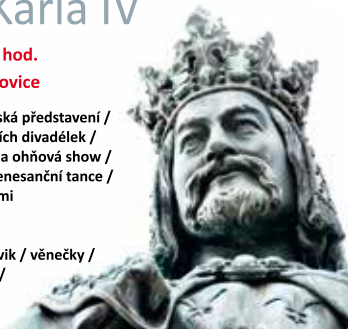 Karla IV
hod.
ovice
ská představení /
ích divadélek /
a ohňová show /
enesanční tance /
mi
vik / věnečky /
/